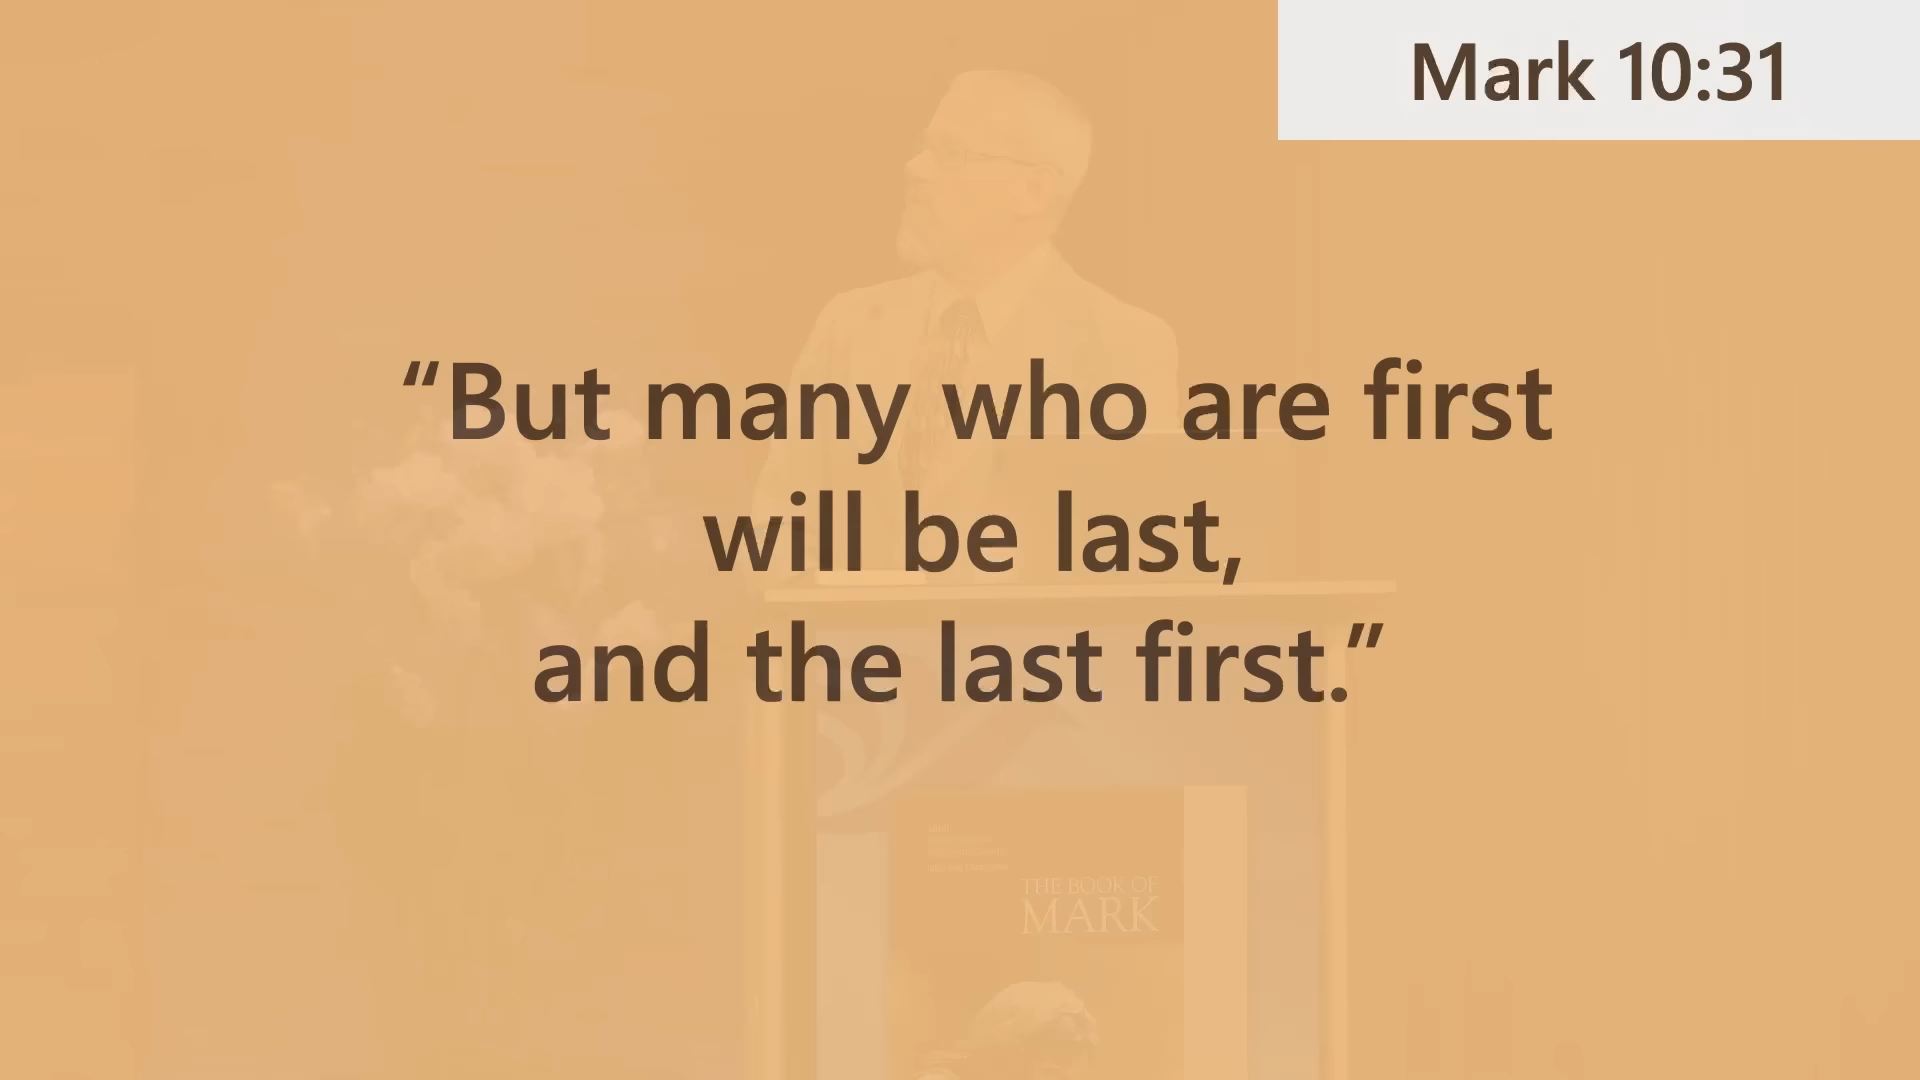 Mark 10:31
“But many who are first
will be last,
and the last first.”
THE BOOK OF
MARK